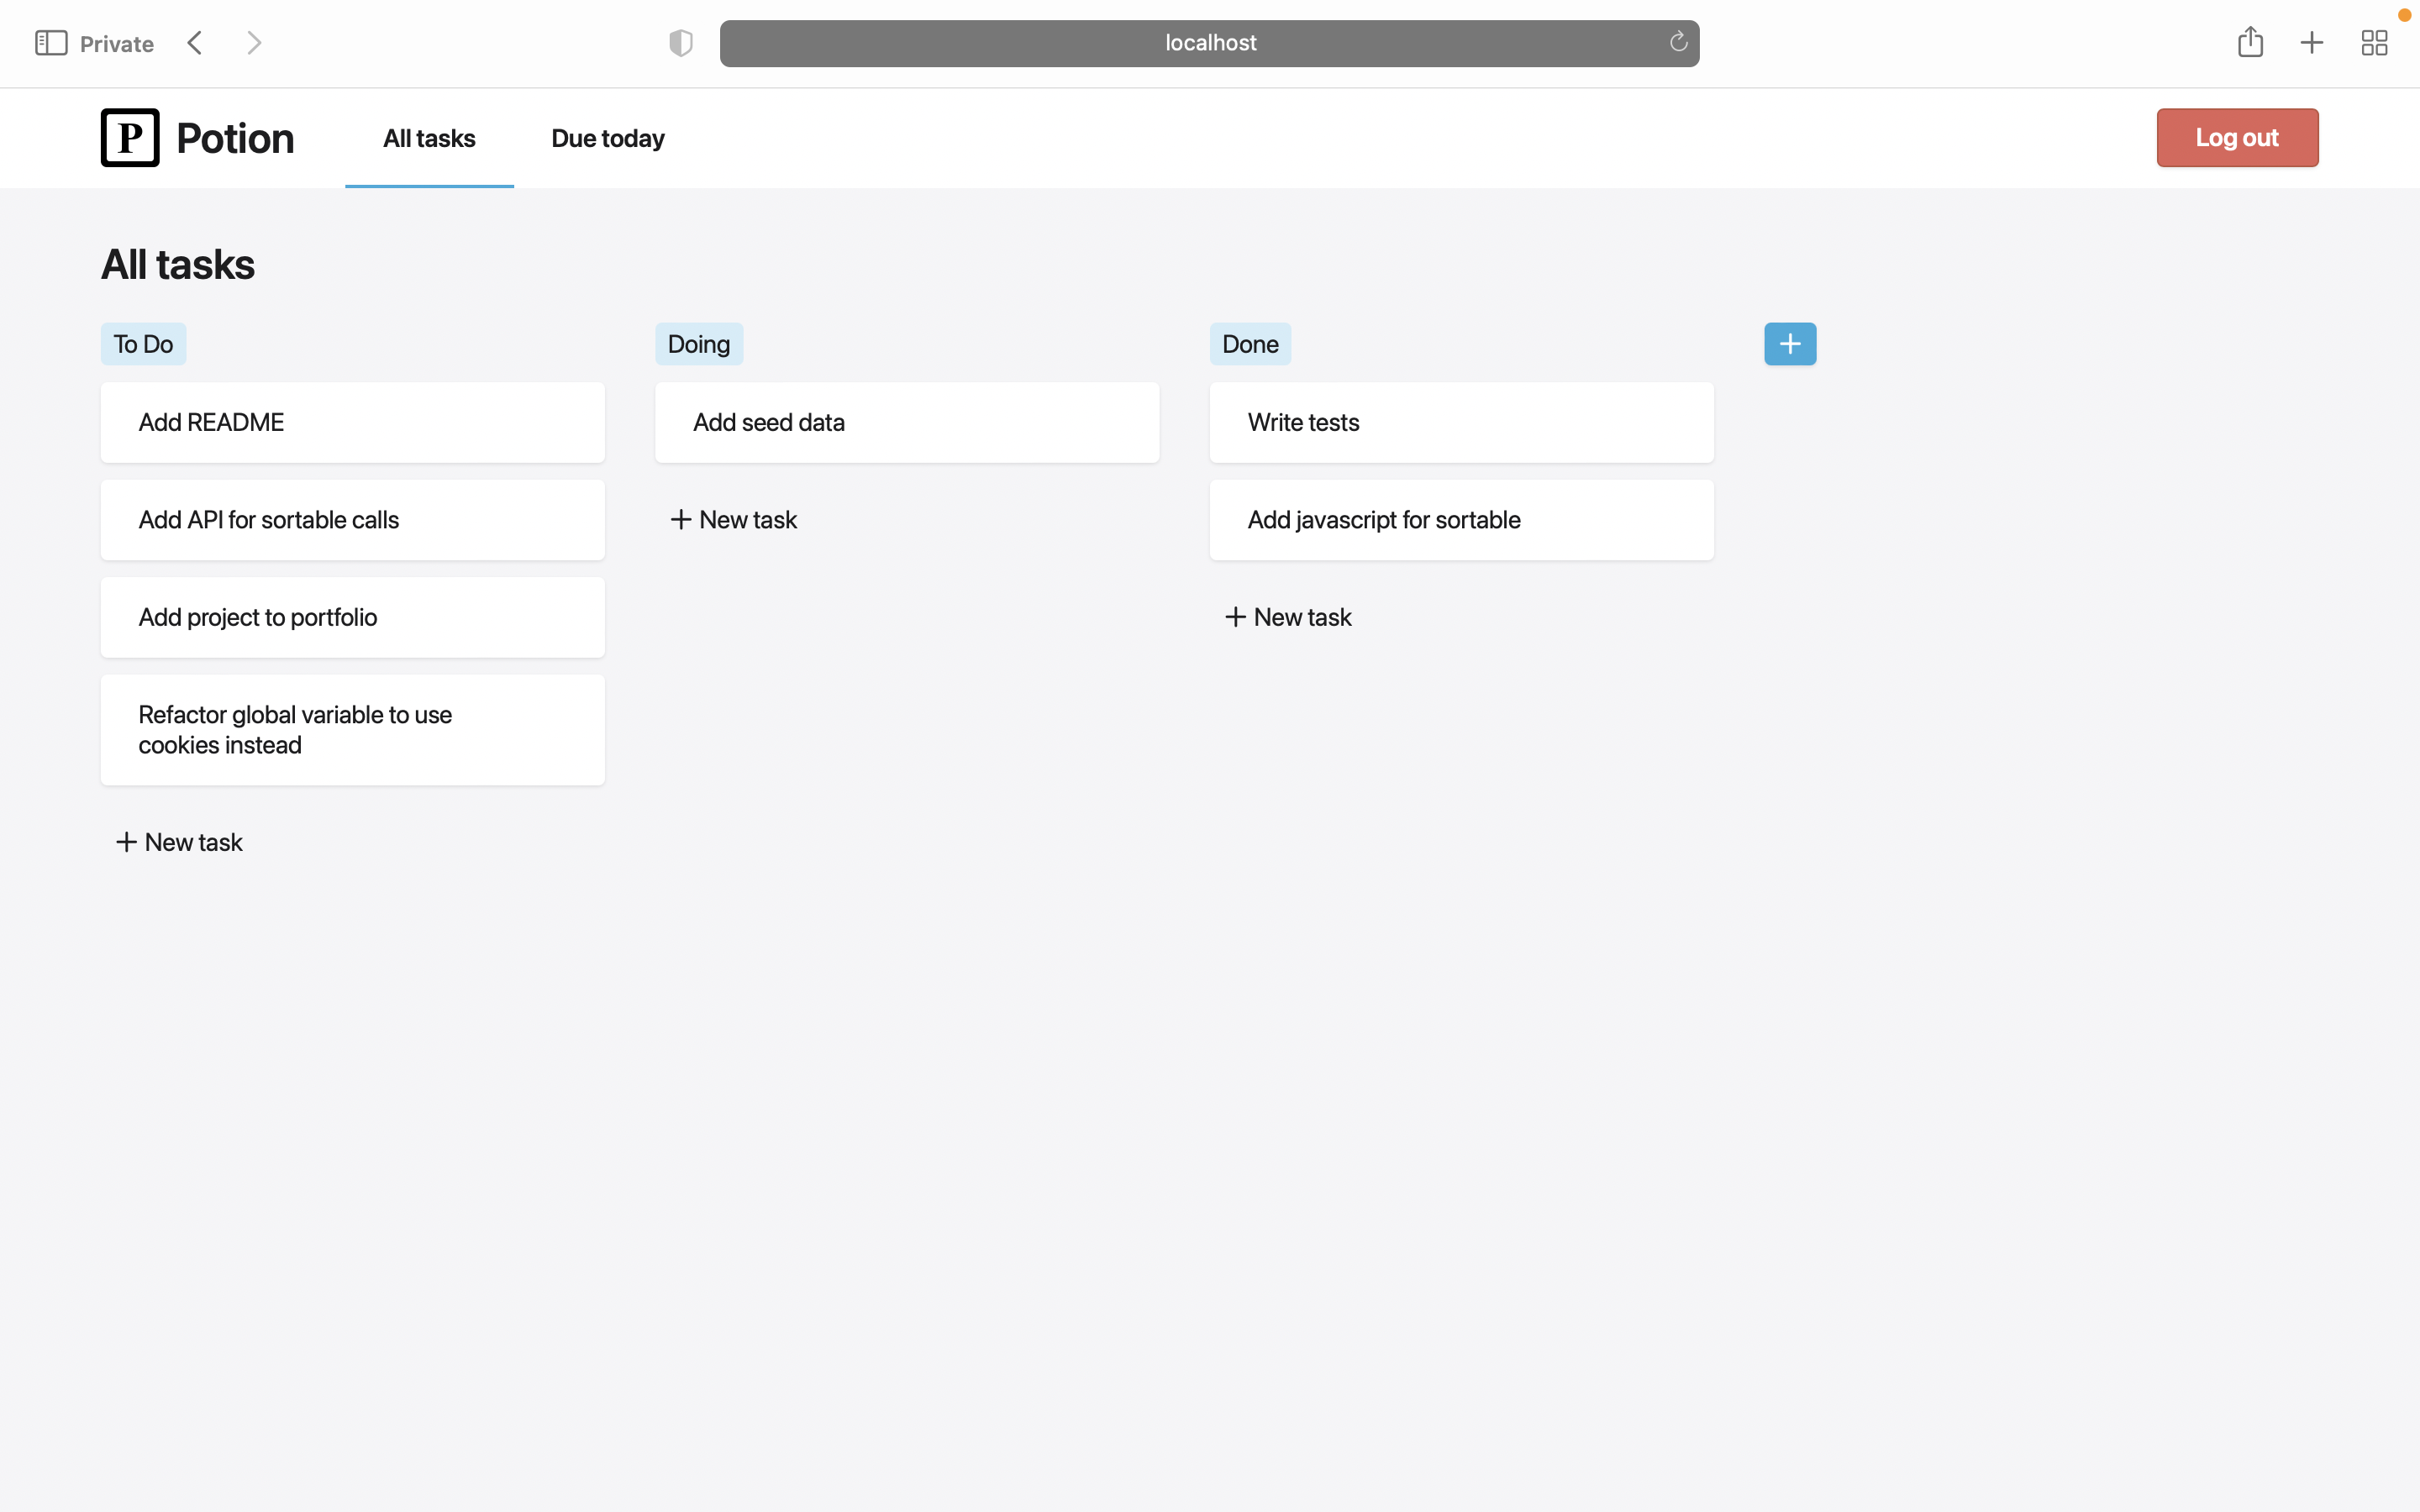 Private
localhost
P Potion
All tasks
Due today
Log out
All tasks
To Do
Add README
Add API for sortable calls
Add project to portfolio
Refactor global variable to use
cookies instead
+ New task
Doing
Add seed data
+ New task
Done
Write tests
Add javascript for sortable
+ New task
+